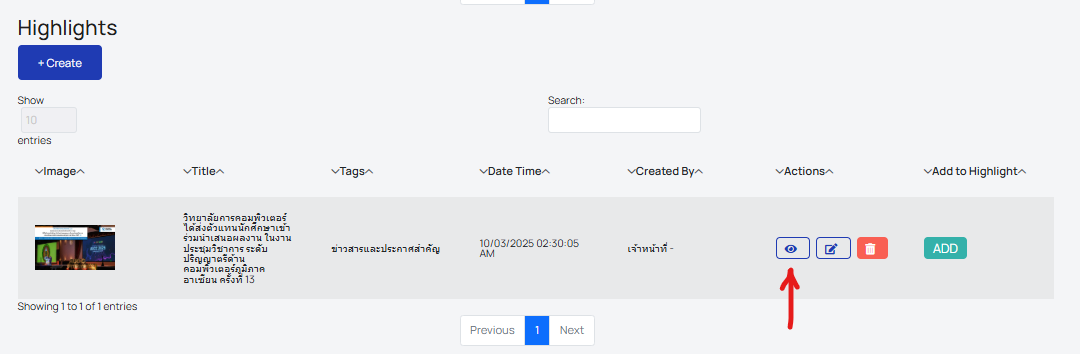 1
Highlights
+ Create
Show
10
entries
Search:
Image
Title
Tags
Date Time
Created By
Actions
Add to Highlight
วิทยาลัยการคอมพิวเตอร์
ได้ส่งตัวแทนนักศึกษาเข้า
ร่วมนำเสนอผลงาน ในงาน
ประชุมวิชาการ ระดับ
ปริญญาตรีด้าน
คอมพิวเตอร์ภูมิภาค
อาเซียน ครั้งที่ 13
ข่าวสารและประกาศสำคัญ
10/03/2025 02:30:05
AM
เจ้าหน้าที่ -
ADD
Showing 1 to 1 of 1 entries
Previous 1 Next